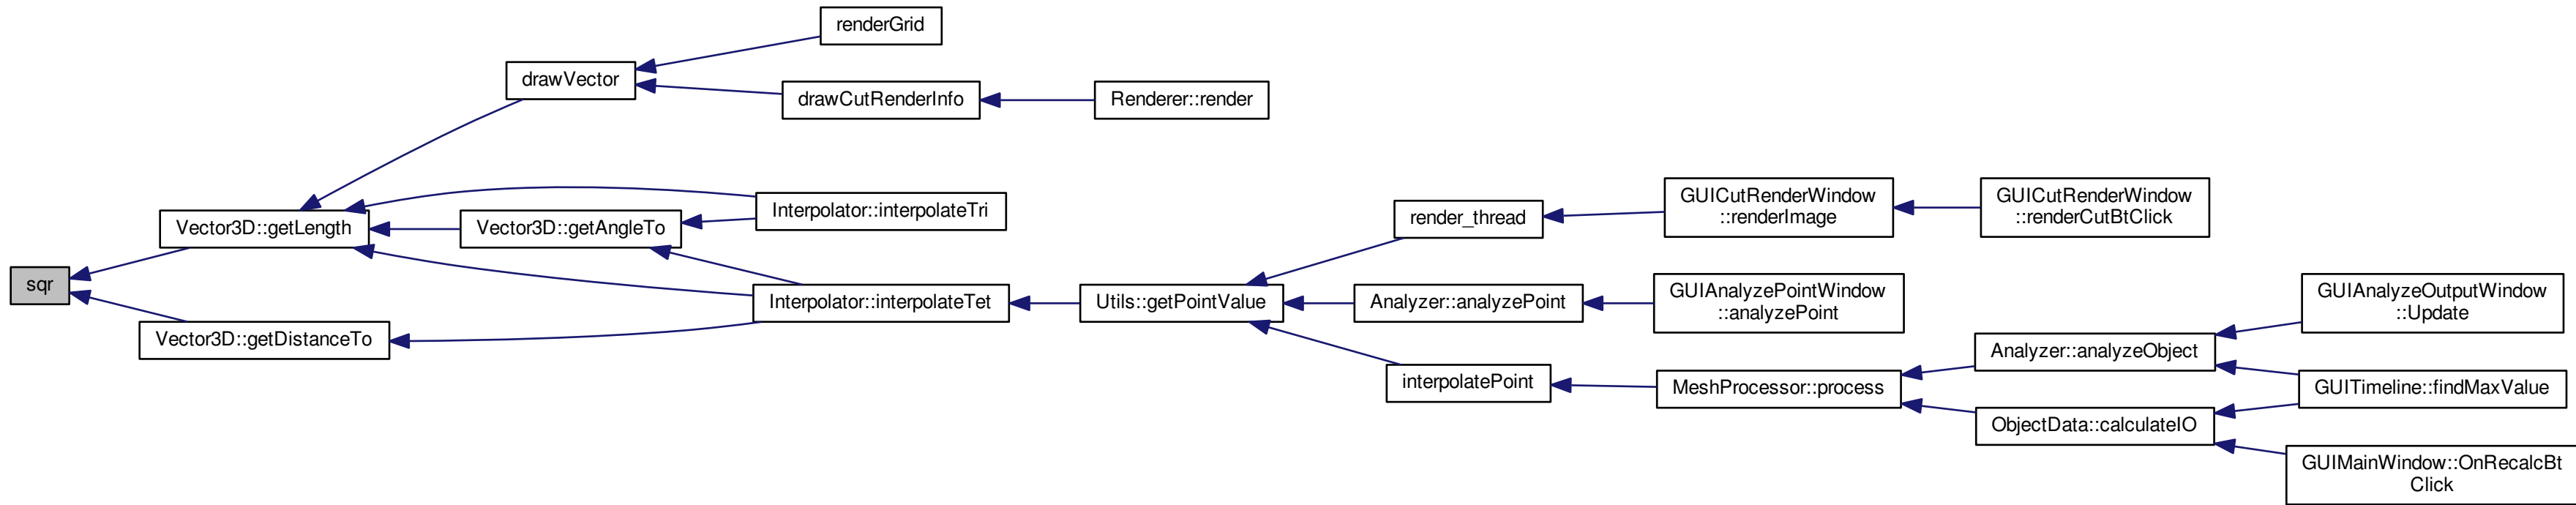 renderGrid
drawVector
drawCutRenderInfo
Renderer::render
Vector3D::getLength
Vector3D::getAngleTo
Interpolator::interpolateTri
render_thread
GUICutRenderWindow
::renderImage
GUICutRenderWindow
::renderCutBtClick
sqr
Vector3D::getDistanceTo
Interpolator::interpolateTet
Utils::getPointValue
Analyzer::analyzePoint
GUIAnalyzePointWindow
::analyzePoint
interpolatePoint
MeshProcessor::process
Analyzer::analyzeObject
GUIAnalyzeOutputWindow
::Update
GUITimeline::findMaxValue
ObjectData::calculateIO
GUIMainWindow::OnRecalcBt
Click